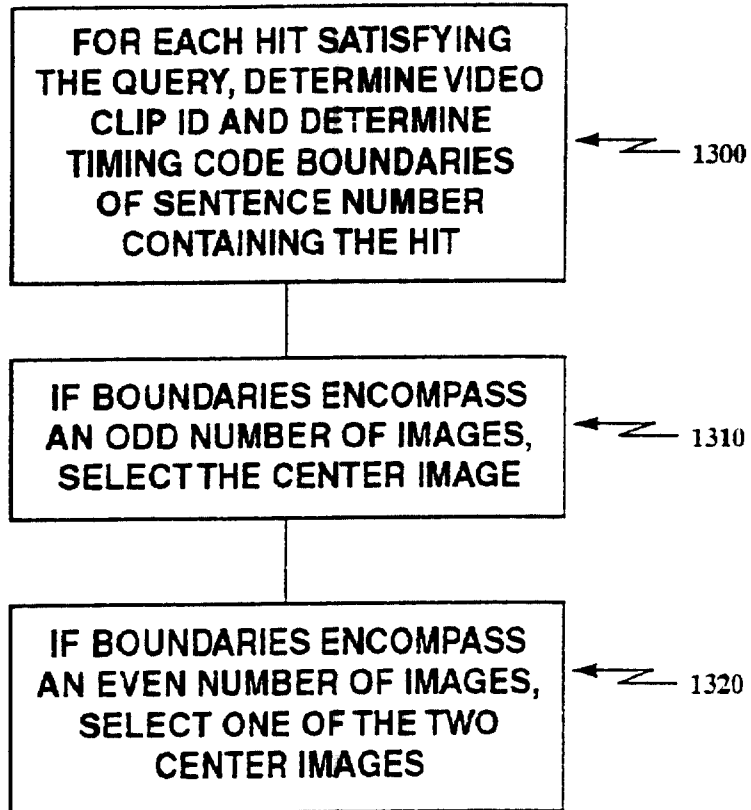 FOR EACH HIT SATISFYING
THE QUERY, DETERMINE VIDEO
CLIP ID AND DETERMINE
TIMING CODE BOUNDARIES
OF SENTENCE NUMBER
CONTAINING THE HIT
1300
IF BOUNDARIES ENCOMPASS
AN ODD NUMBER OF IMAGES,
SELECT THE CENTER IMAGE
1310
IF BOUNDARIES ENCOMPASS
AN EVEN NUMBER OF IMAGES,
SELECT ONE OF THE TWO
CENTER IMAGES
1320